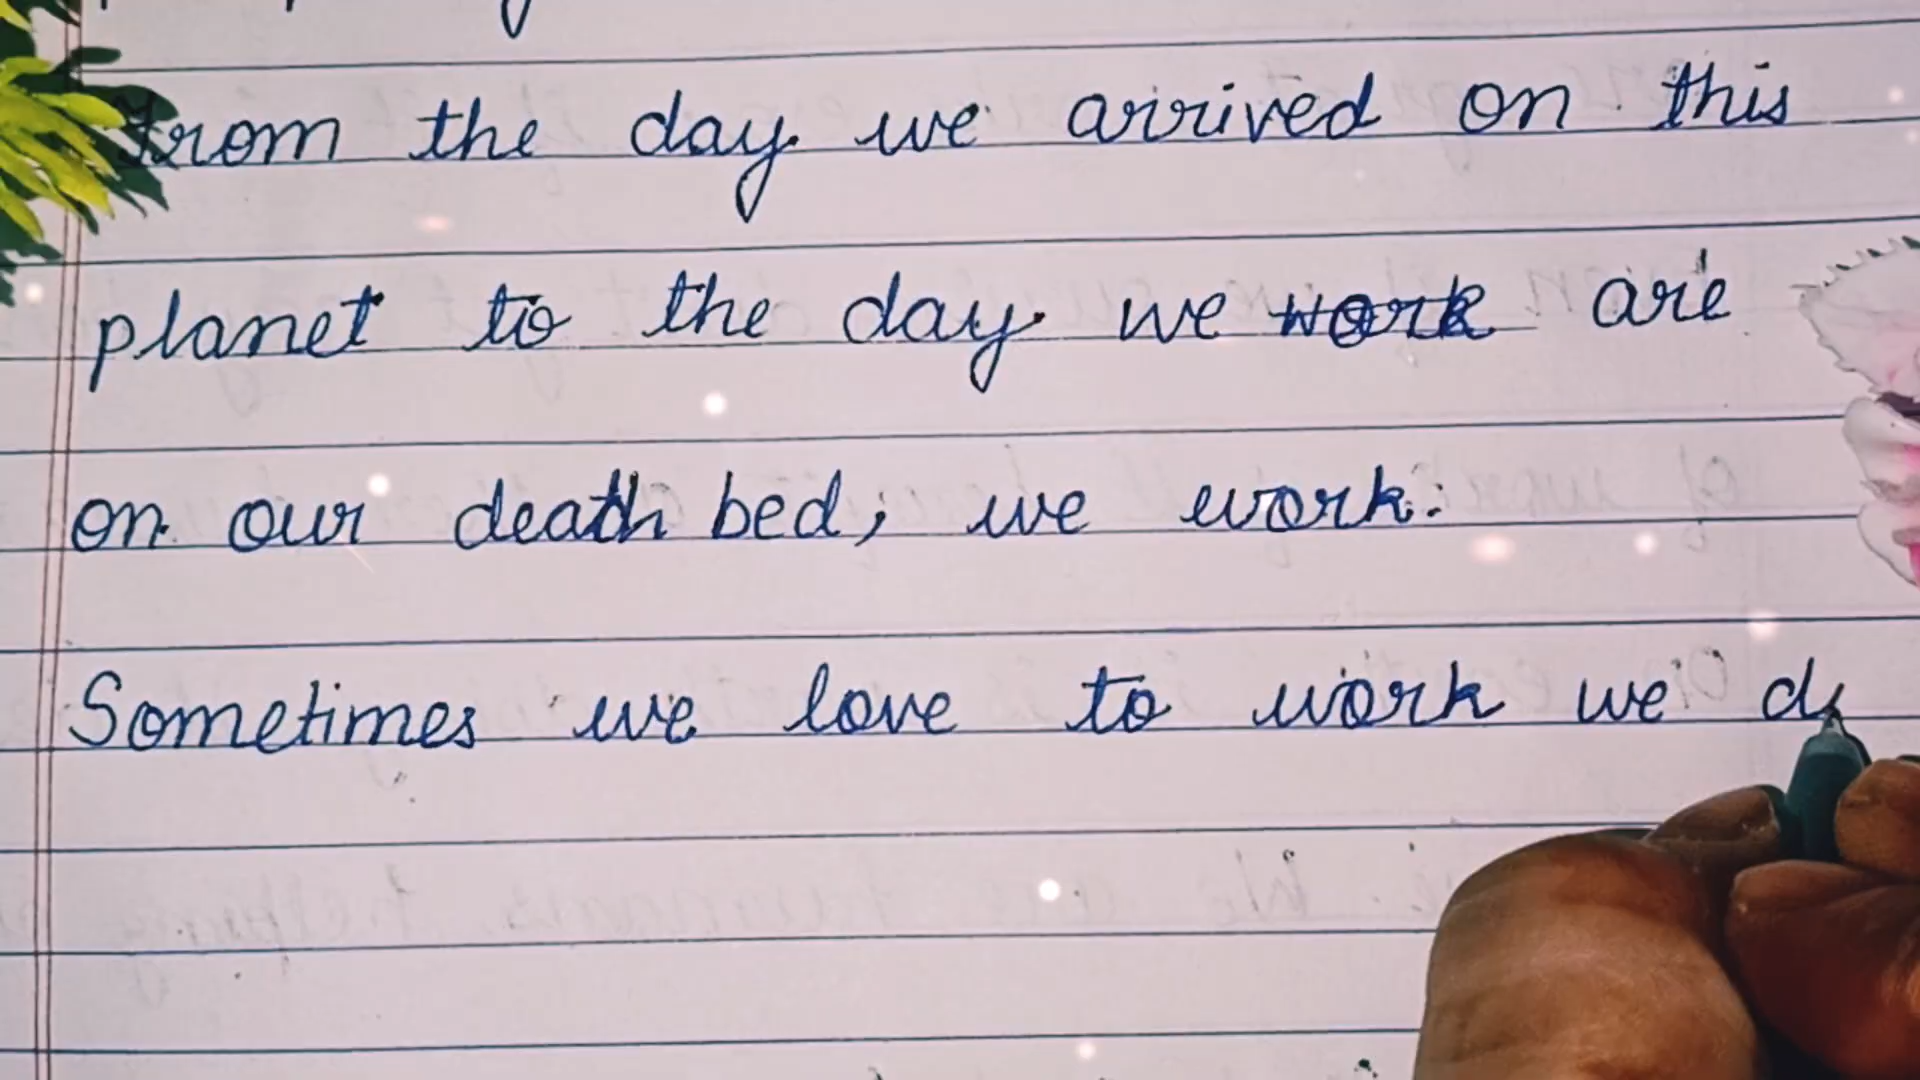 From the day we arrived on this
planet to the day we work are
on our death bed; we work.
Sometimes we love to work we d